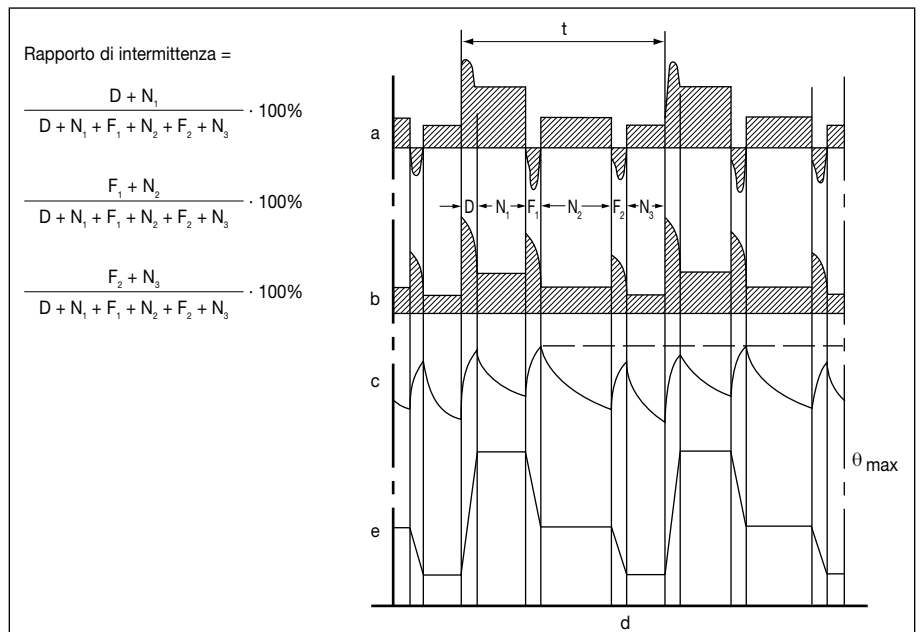 Rapporto di intermittenza =
D + N₁
D + N₁ + F₁ + N₂ + F₂ + N₃
· 100%
F₁ + N₂
D + N₁ + F₁ + N₂ + F₂ + N₃
· 100%
F₂ + N₃
D + N₁ + F₁ + N₂ + F₂ + N₃
· 100%
t
a
D N₁ F₁ N₂ F₂ N₃
b
c
θ max
e
d